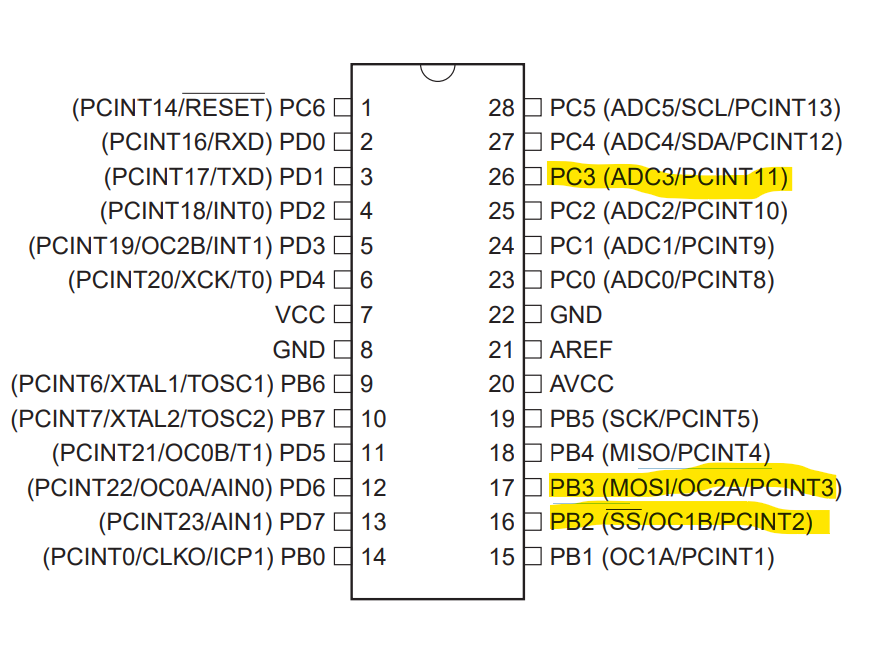 (PCINT14/RESET) PC6 1 28 PC5 (ADC5/SCL/PCINT13)
(PCINT16/RXD) PD0 2 27 PC4 (ADC4/SDA/PCINT12)
(PCINT17/TXD) PD1 3 26 PC3 (ADC3/PCINT11)
(PCINT18/INT0) PD2 4 25 PC2 (ADC2/PCINT10)
(PCINT19/OC2B/INT1) PD3 5 24 PC1 (ADC1/PCINT9)
(PCINT20/XCK/T0) PD4 6 23 PC0 (ADC0/PCINT8)
VCC 7 22 GND
GND 8 21 AREF
(PCINT6/XTAL1/TOSC1) PB6 9 20 AVCC
(PCINT7/XTAL2/TOSC2) PB7 10 19 PB5 (SCK/PCINT5)
(PCINT21/OC0B/T1) PD5 11 18 PB4 (MISO/PCINT4)
(PCINT22/OC0A/AIN0) PD6 12 17 PB3 (MOSI/OC2A/PCINT3)
(PCINT23/AIN1) PD7 13 16 PB2 (SS/OC1B/PCINT2)
(PCINT0/CLKO/ICP1) PB0 14 15 PB1 (OC1A/PCINT1)